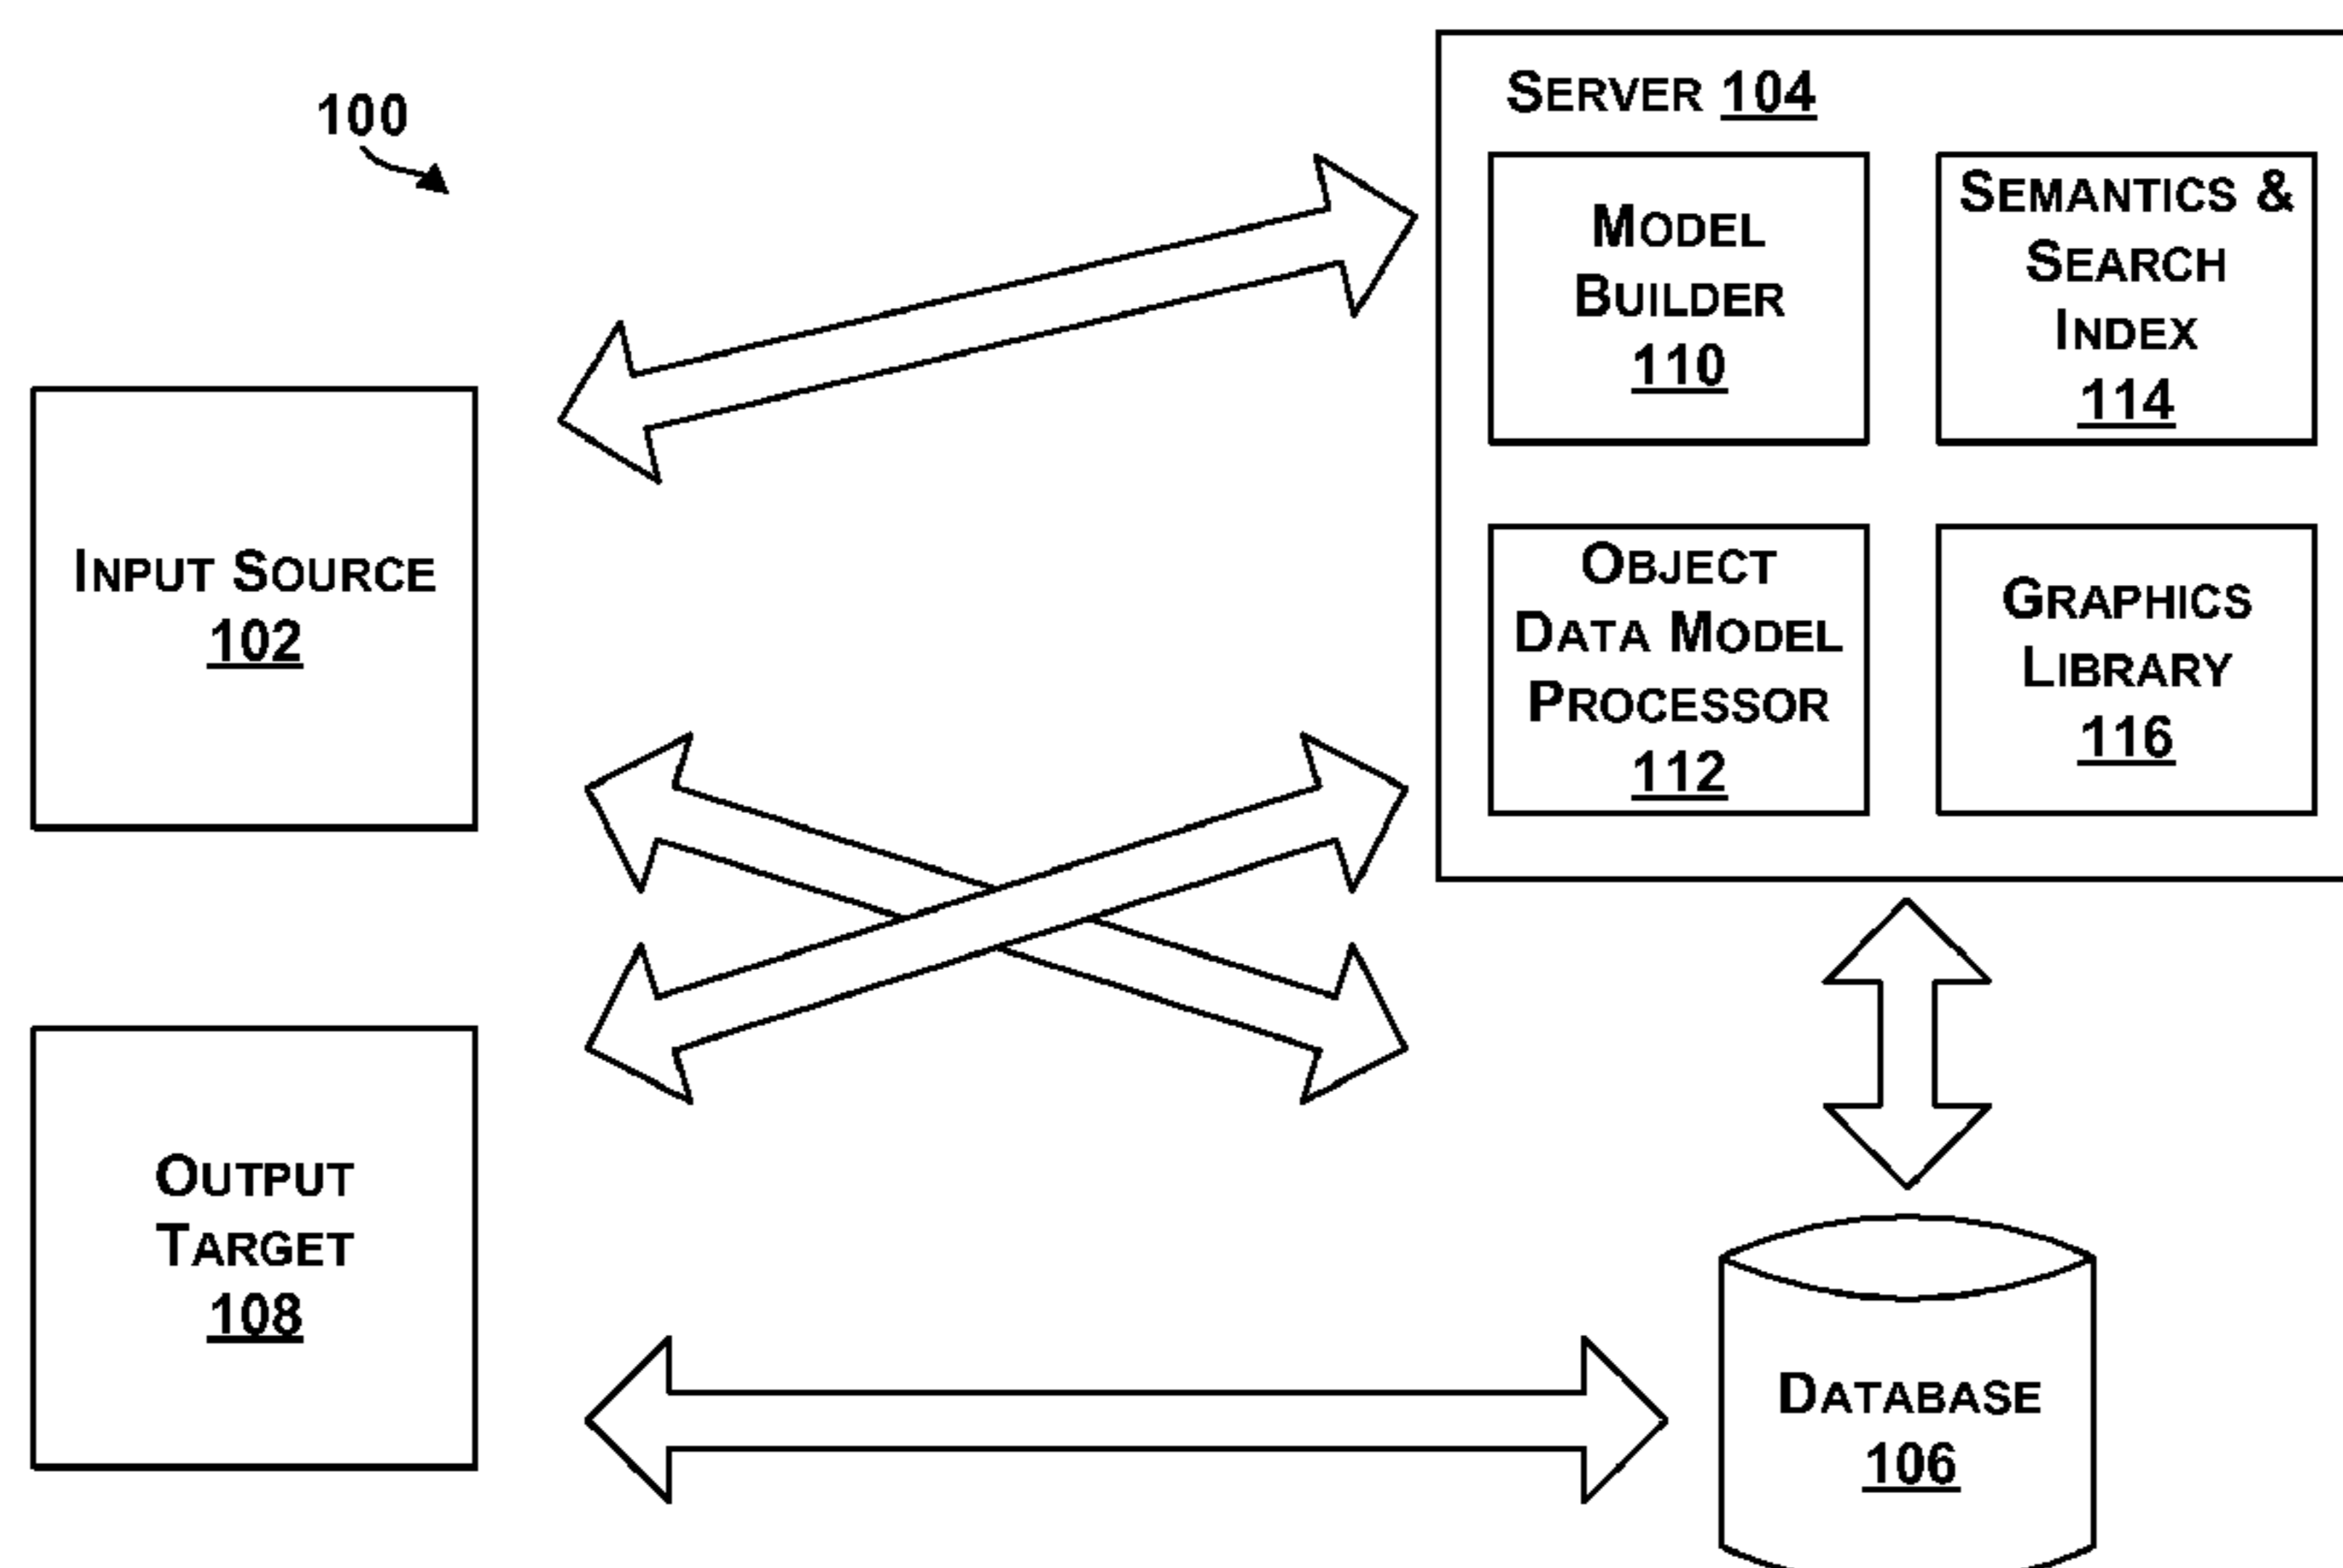 100
SERVER 104
MODEL
BUILDER
110
SEMANTICS &
SEARCH
INDEX
114
INPUT SOURCE
102
OBJECT
DATA MODEL
PROCESSOR
112
GRAPHICS
LIBRARY
116
OUTPUT
TARGET
108
DATABASE
106